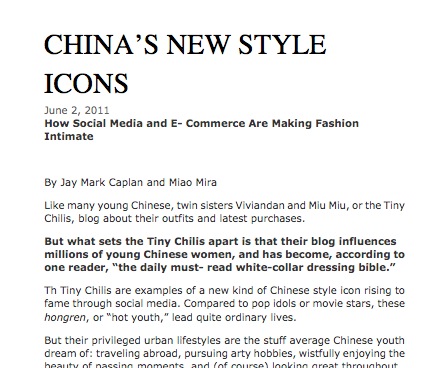 CHINA’S NEW STYLE
ICONS
June 2, 2011
How Social Media and E- Commerce Are Making Fashion
Intimate
By Jay Mark Caplan and Miao Mira
Like many young Chinese, twin sisters Viviandan and Miu Miu, or the Tiny
Chilis, blog about their outfits and latest purchases.
But what sets the Tiny Chilis apart is that their blog influences
millions of young Chinese women, and has become, according to
one reader, “the daily must- read white-collar dressing bible.”
Th Tiny Chilis are examples of a new kind of Chinese style icon rising to
fame through social media. Compared to pop idols or movie stars, these
hongren, or “hot youth,” lead quite ordinary lives.
But their privileged urban lifestyles are the stuff average Chinese youth
dream of: traveling abroad, pursuing arty hobbies, wistfully enjoying the
beauty of passing moments, and (of course) looking great throughout.